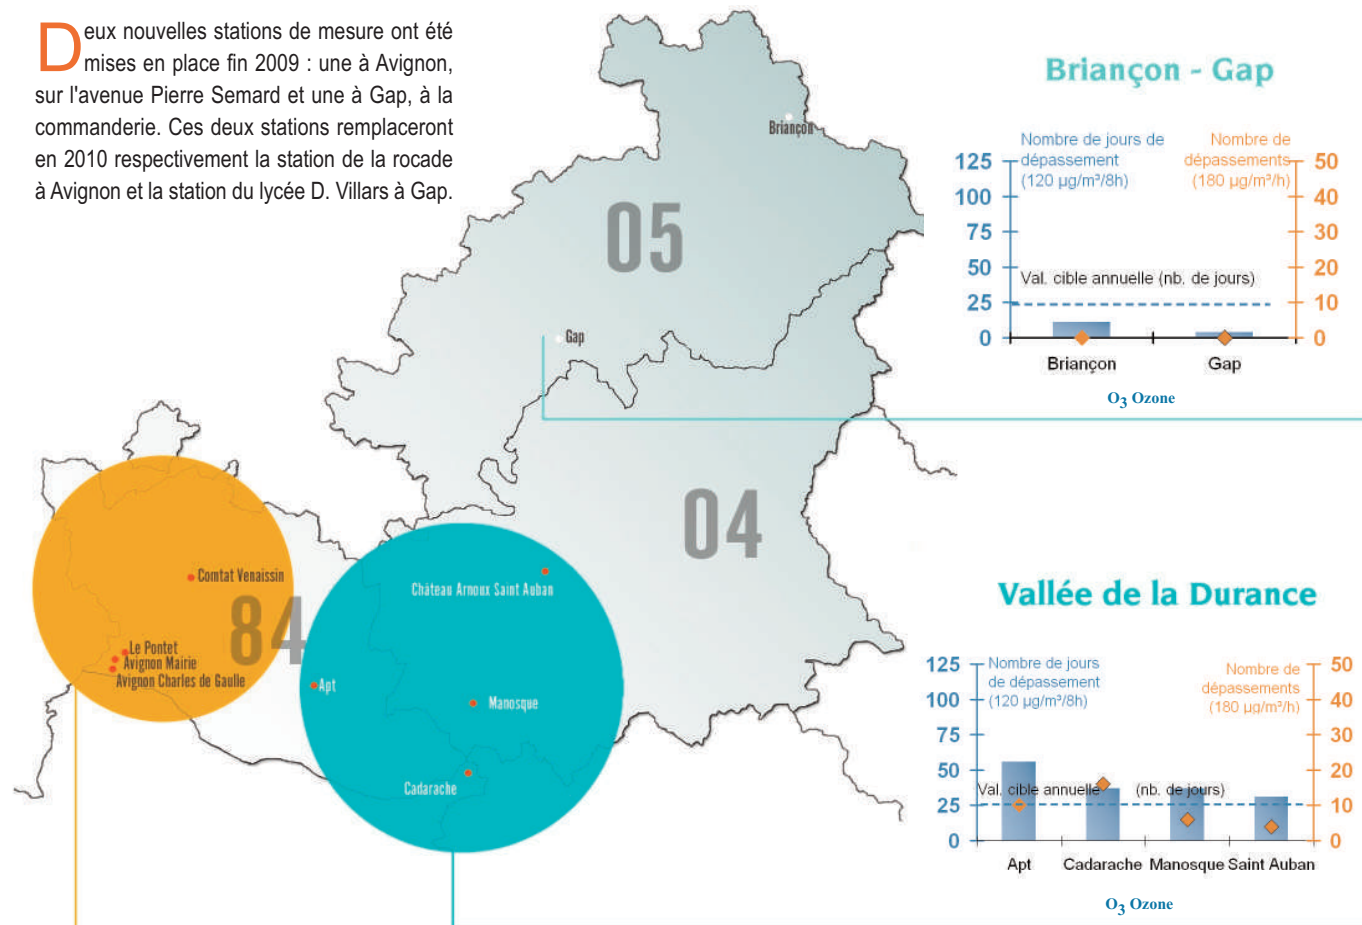 Deux nouvelles stations de mesure ont été
mises en place fin 2009 : une à Avignon,
sur l'avenue Pierre Semard et une à Gap, à la
commanderie. Ces deux stations remplaceront
en 2010 respectivement la station de la rocade
à Avignon et la station du lycée D. Villars à Gap.
Briançon
05
Gap
04
84
Comtat Venaissin
Le Pontet
Avignon Mairie
Avignon Charles de Gaulle
Château Arnoux Saint Auban
Apt
Manosque
Cadarache
Briançon - Gap
Nombre de jours de
dépassement
(120 µg/m³/8h)
Nombre de
dépassements
(180 µg/m³/h)
125
100
75
50
25
0
50
40
30
20
10
0
Val. cible annuelle (nb. de jours)
Briançon Gap
O3 Ozone
Vallée de la Durance
Nombre de jours
de dépassement
(120 µg/m³/8h)
Nombre de
dépassements
(180 µg/m³/h)
125
100
75
50
25
0
50
40
30
20
10
0
Val. cible annuelle (nb. de jours)
Apt Cadarache Manosque Saint Auban
O3 Ozone